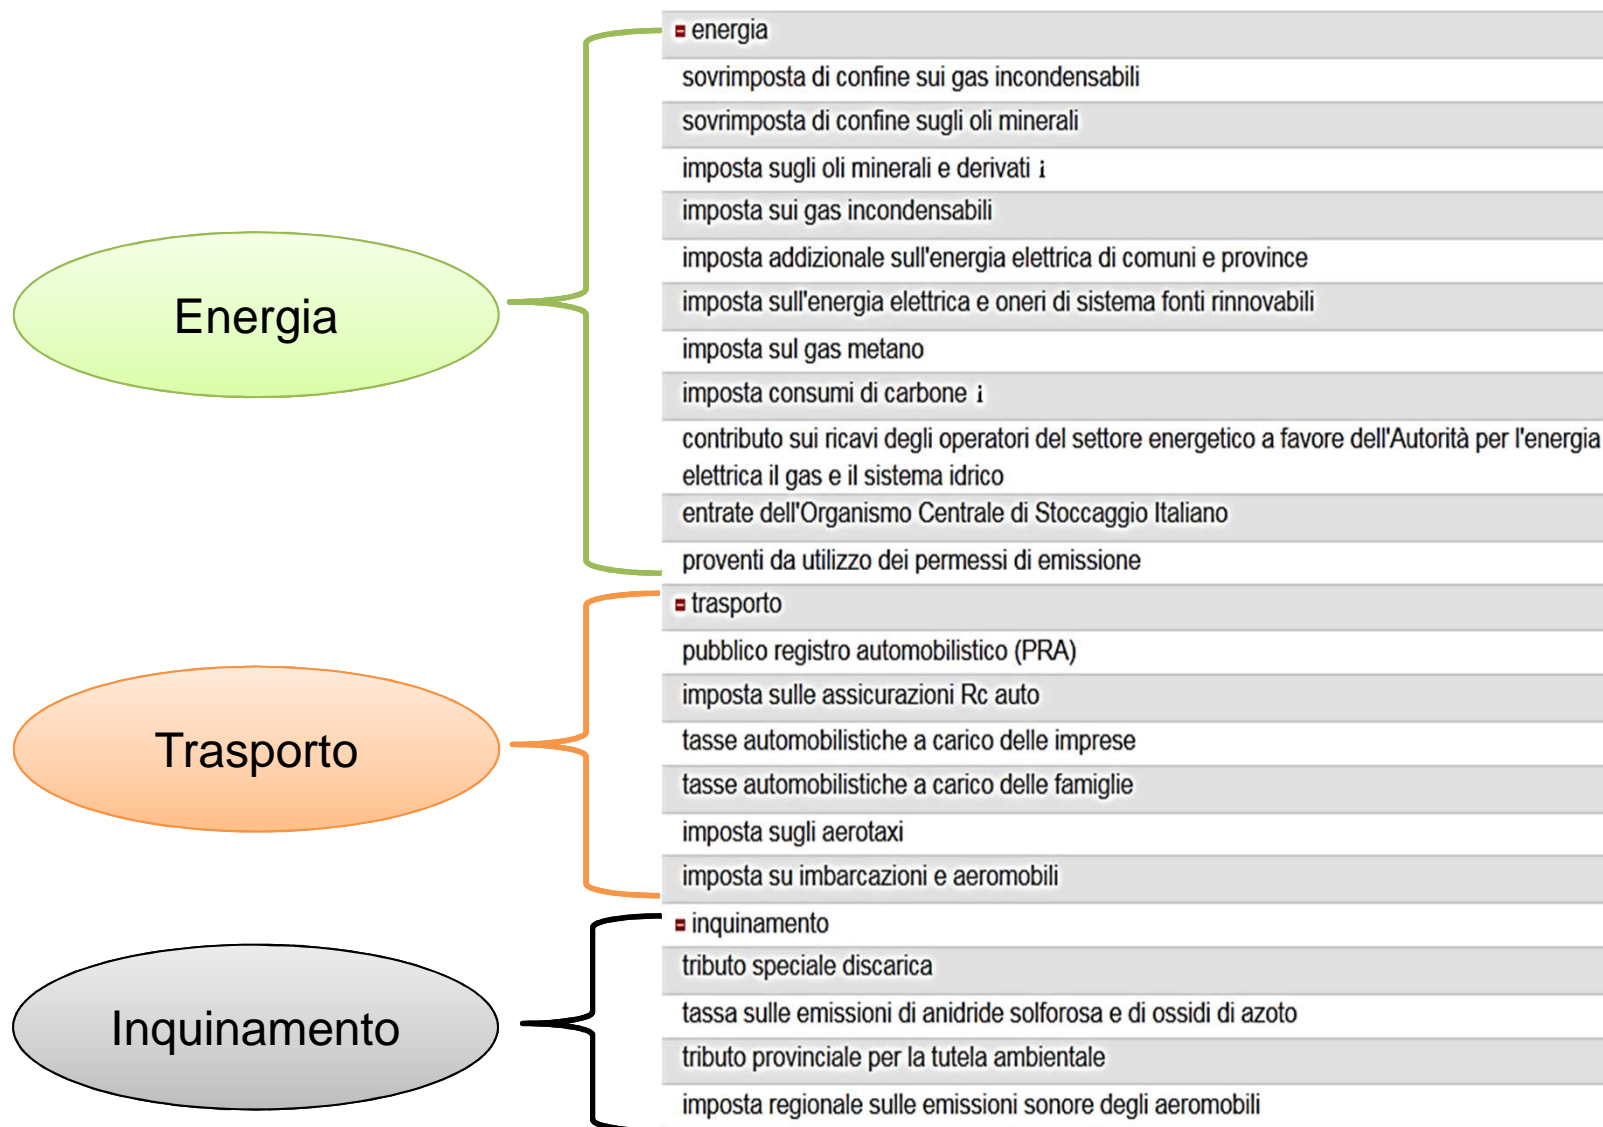 Energia
energia
sovrimposta di confine sui gas incondensabili
sovrimposta di confine sugli oli minerali
imposta sugli oli minerali e derivati i
imposta sui gas incondensabili
imposta addizionale sull'energia elettrica di comuni e province
imposta sull'energia elettrica e oneri di sistema fonti rinnovabili
imposta sul gas metano
imposta consumi di carbone i
contributo sui ricavi degli operatori del settore energetico a favore dell'Autorità per l'energia
elettrica il gas e il sistema idrico
entrate dell'Organismo Centrale di Stoccaggio Italiano
proventi da utilizzo dei permessi di emissione
Trasporto
trasporto
pubblico registro automobilistico (PRA)
imposta sulle assicurazioni Rc auto
tasse automobilistiche a carico delle imprese
tasse automobilistiche a carico delle famiglie
imposta sugli aerotaxi
imposta su imbarcazioni e aeromobili
Inquinamento
inquinamento
tributo speciale discarica
tassa sulle emissioni di anidride solforosa e di ossidi di azoto
tributo provinciale per la tutela ambientale
imposta regionale sulle emissioni sonore degli aeromobili